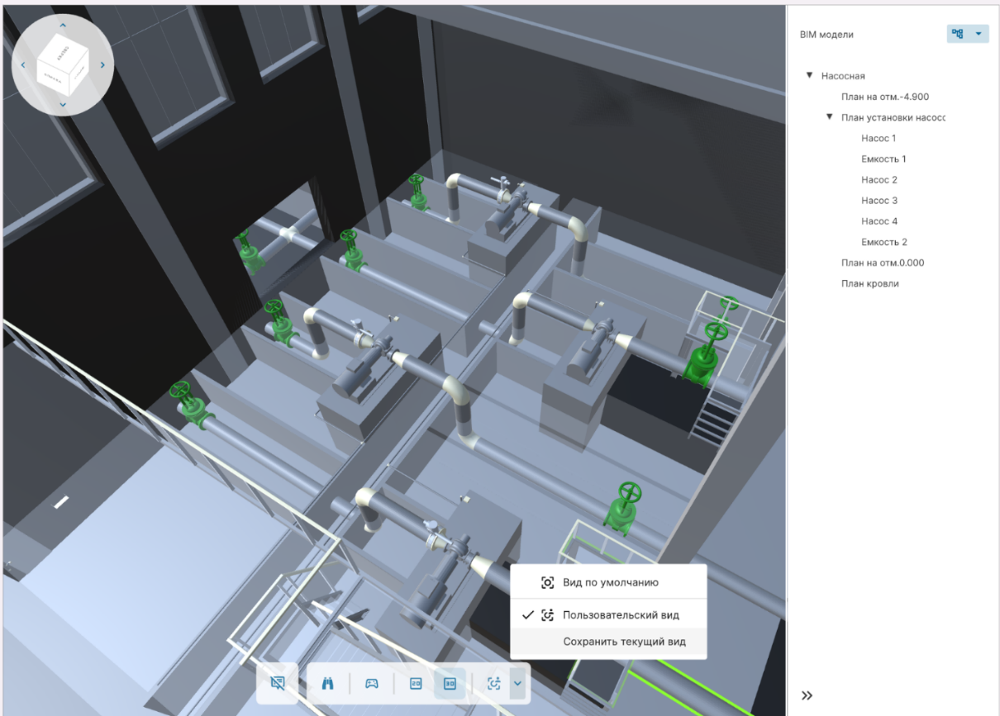 BIM модели
Насосная
План на отм.-4.900
План установки насосс
Насос 1
Емкость 1
Насос 2
Насос 3
Насос 4
Емкость 2
План на отм.0.000
План кровли
Вид по умолчанию
Пользовательский вид
Сохранить текущий вид
2D
3D